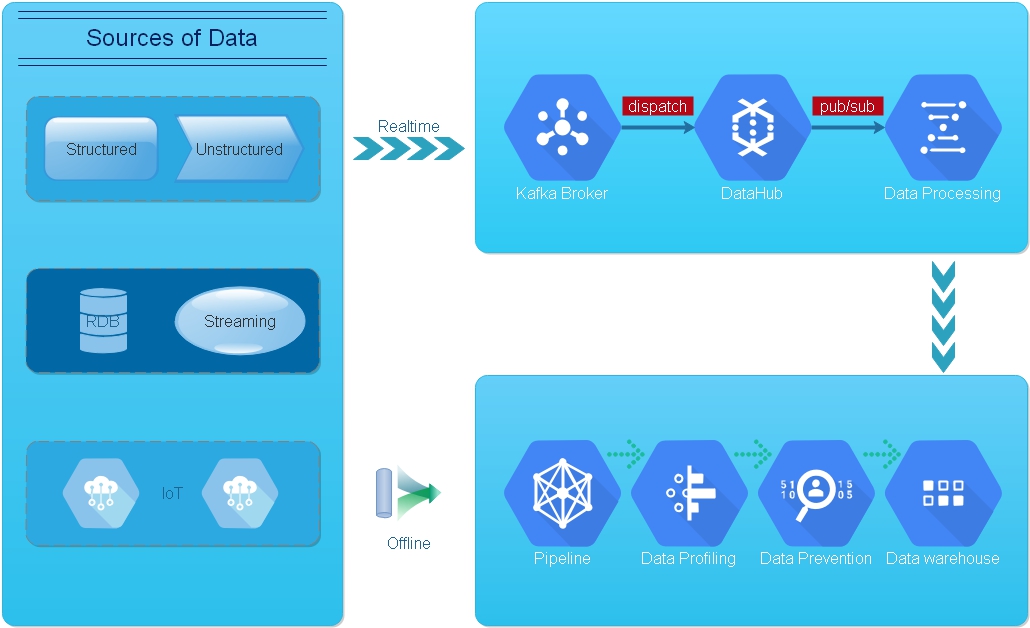 Sources of Data
Structured
Unstructured
RDB
Streaming
IoT
Realtime
Offline
dispatch
pub/sub
Kafka Broker
DataHub
Data Processing
51 15
10 05
Pipeline
Data Profiling
Data Prevention
Data warehouse